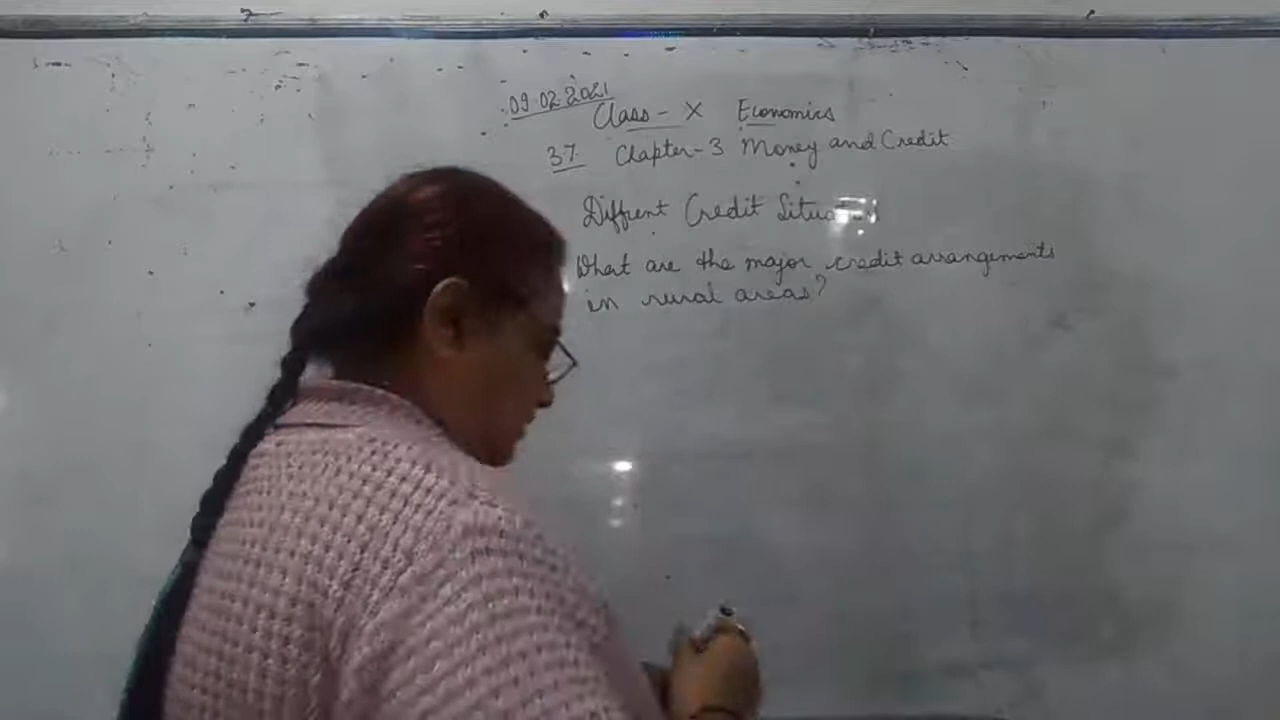 09.02.2021
Class - X Economics
37. Chapter-3 Money and Credit
Diffrent Credit
What are the major credit arrangements
in rural areas?